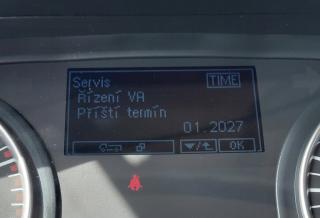 Servis TIME
Řízení VA
Příští termín
01.2027
OK